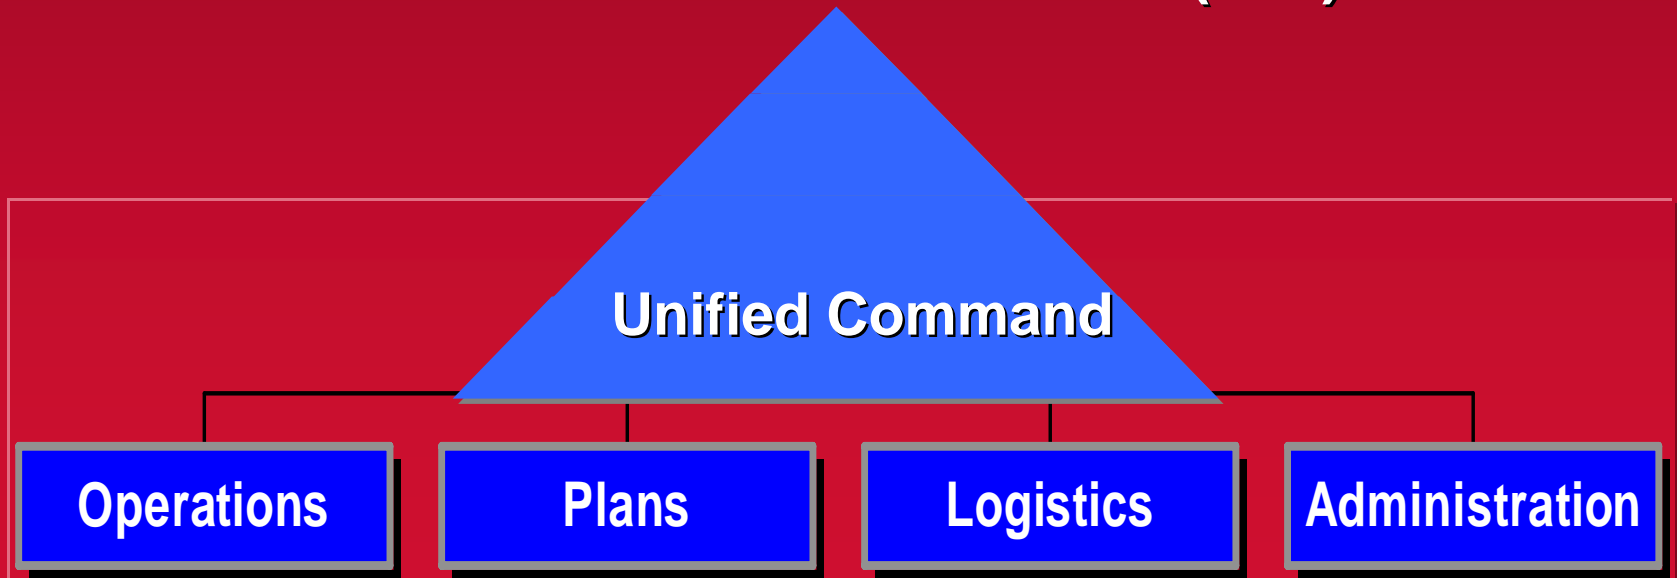 Unified Command
Operations
Plans
Logistics
Administration